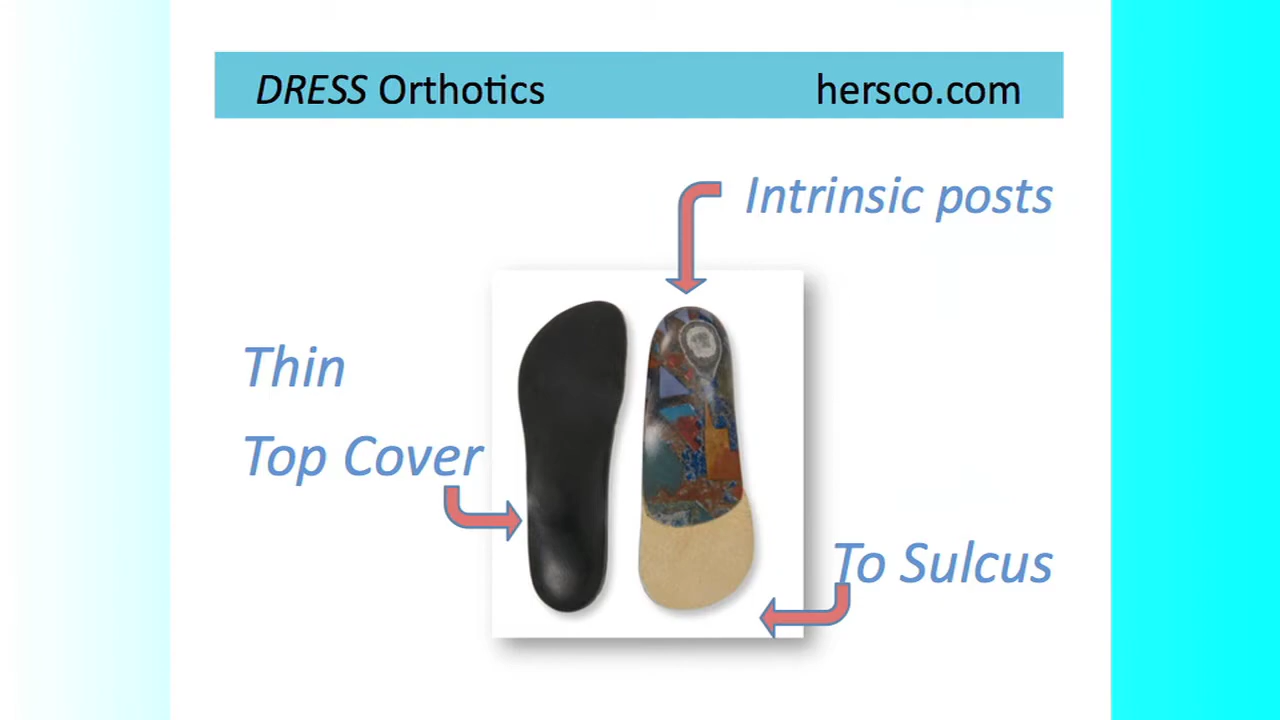 DRESS Orthotics hersco.com
Intrinsic posts
Thin
Top Cover
To Sulcus